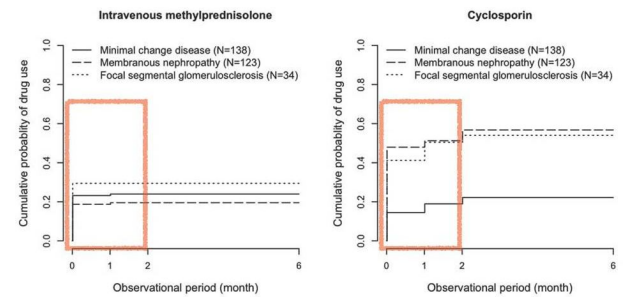 Intravenous methylprednisolone
Cumulative probablity of drug use
1.0
0.8
0.6
0.4
0.2
0.0
Minimal change disease (N=138)
Membranous nephropathy (N=123)
Focal segmental glomerulosclerosis (N=34)
0 1 2 6
Observational period (month)
Cyclosporin
Cumulative probablity of drug use
1.0
0.8
0.6
0.4
0.2
0.0
Minimal change disease (N=138)
Membranous nephropathy (N=123)
Focal segmental glomerulosclerosis (N=34)
0 1 2 6
Observational period (month)